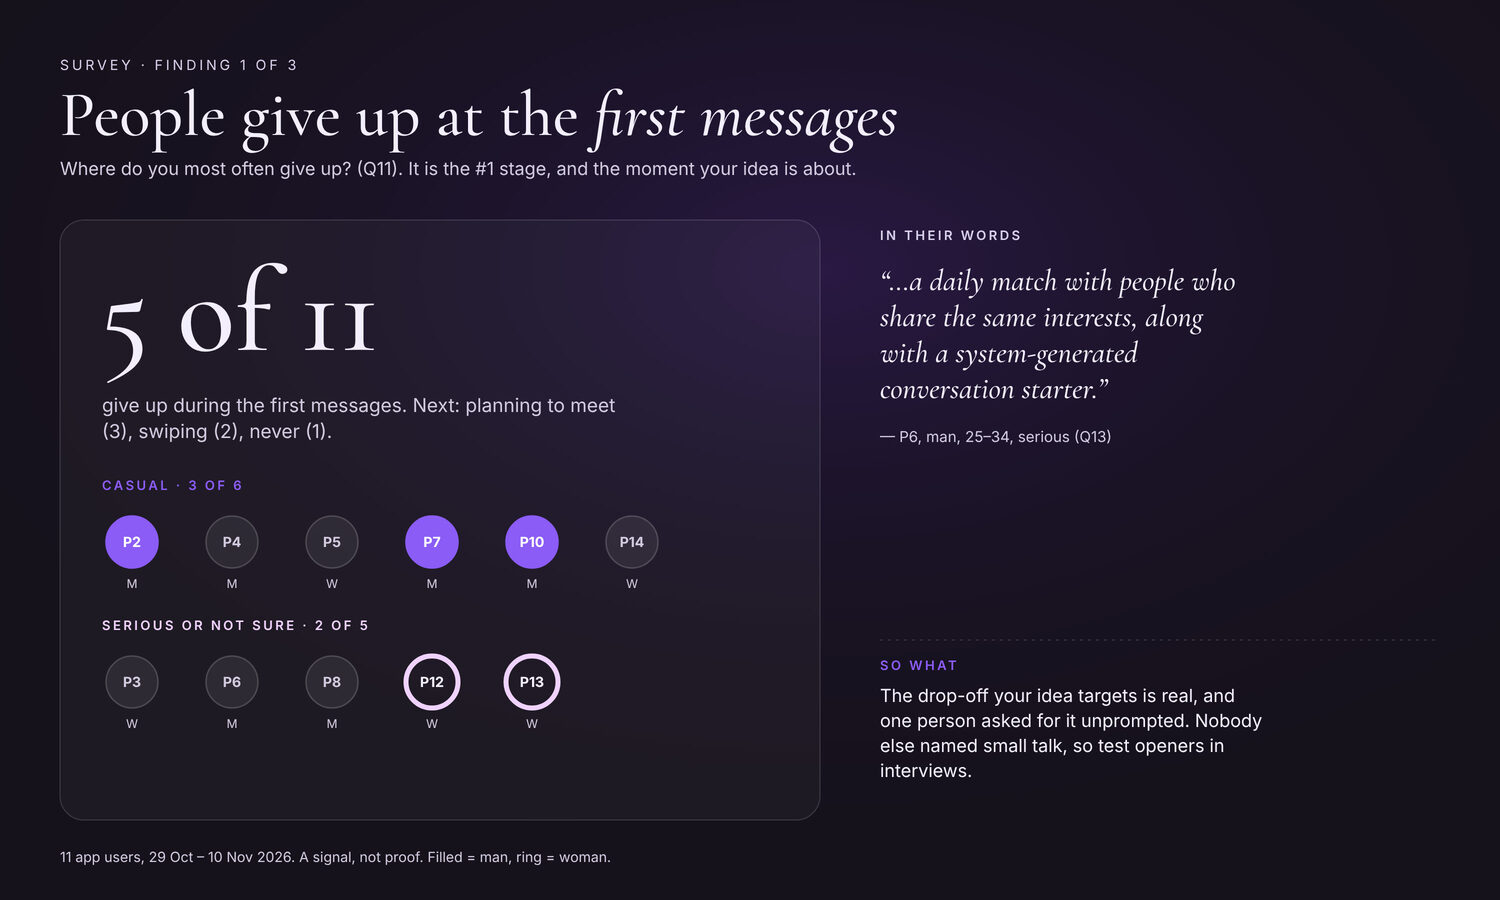 SURVEY · FINDING 1 OF 3
People give up at the first messages
Where do you most often give up? (Q11). It is the #1 stage, and the moment your idea is about.
5 of 11
give up during the first messages. Next: planning to meet
(3), swiping (2), never (1).
CASUAL · 3 OF 6
P2 P4 P5 P7 P10 P14
M M W M M W
SERIOUS OR NOT SURE · 2 OF 5
P3 P6 P8 P12 P13
W M M W W
IN THEIR WORDS
“…a daily match with people who
share the same interests, along
with a system-generated
conversation starter.”
— P6, man, 25–34, serious (Q13)
SO WHAT
The drop-off your idea targets is real, and
one person asked for it unprompted. Nobody
else named small talk, so test openers in
interviews.
11 app users, 29 Oct – 10 Nov 2026. A signal, not proof. Filled = man, ring = woman.